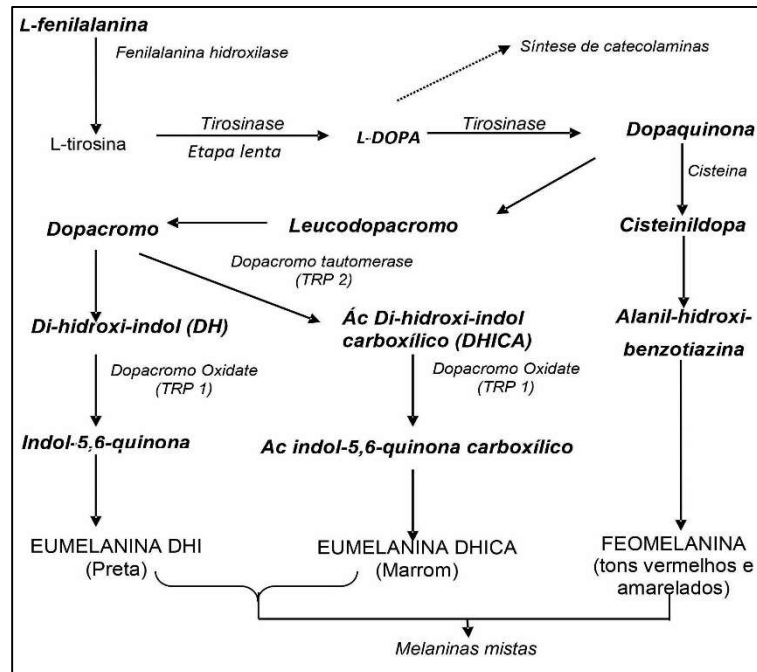 L-fenilalanina
Fenilalanina hidroxilase
Síntese de catecolaminas
L-tirosina
Tirosinase
Etapa lenta
L-DOPA
Tirosinase
Dopaquinona
Cisteina
Dopacromo
Leucodopacromo
Cisteinildopa
Dopacromo tautomerase
(TRP 2)
Di-hidroxi-indol (DH)
Ác Di-hidroxi-indol
carboxílico (DHICA)
Alanil-hidroxi-
benzotiazina
Dopacromo Oxidate
(TRP 1)
Dopacromo Oxidate
(TRP 1)
Indol-5,6-quinona
Ac indol-5,6-quinona carboxílico
EUMELANINA DHI
(Preta)
EUMELANINA DHICA
(Marrom)
FEOMELANINA
(tons vermelhos e
amarelados)
Melaninas mistas